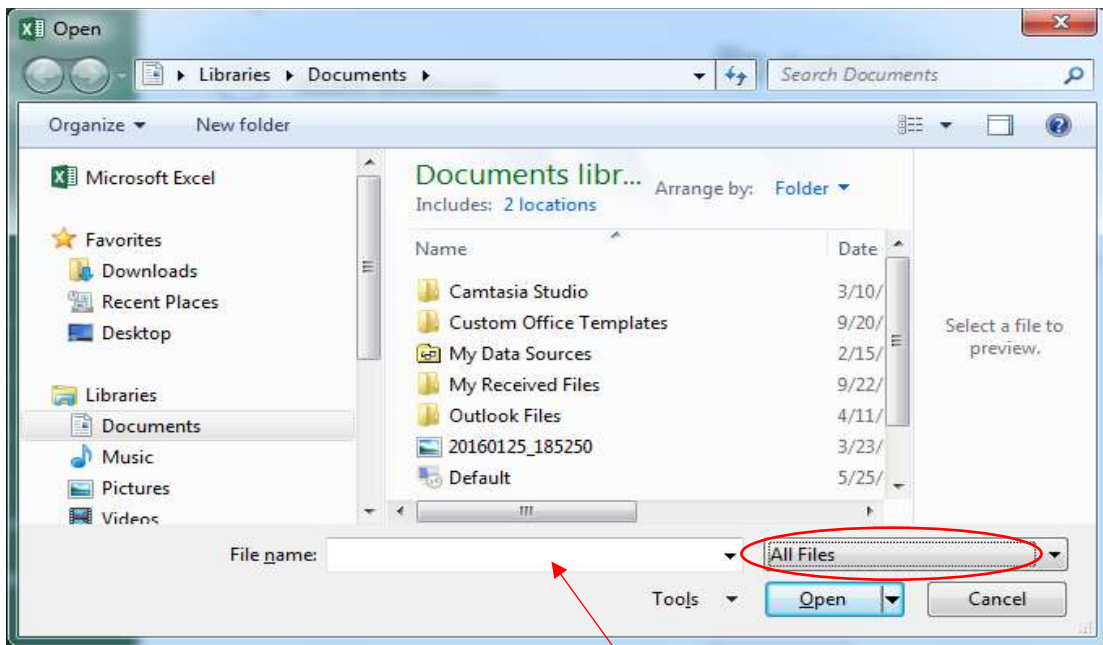 Open
Libraries Documents Search Documents
Organize New folder
Microsoft Excel
Favorites
Downloads
Recent Places
Desktop
Libraries
Documents
Music
Pictures
Videos
Documents libr...
Includes: 2 locations
Arrange by: Folder
Name Date
Camtasia Studio 3/10/
Custom Office Templates 9/20/
My Data Sources 2/15/
My Received Files 9/22/
Outlook Files 4/11/
20160125_185250 3/23/
Default 5/25/
Select a file to
preview.
File name: All Files
Tools Open Cancel